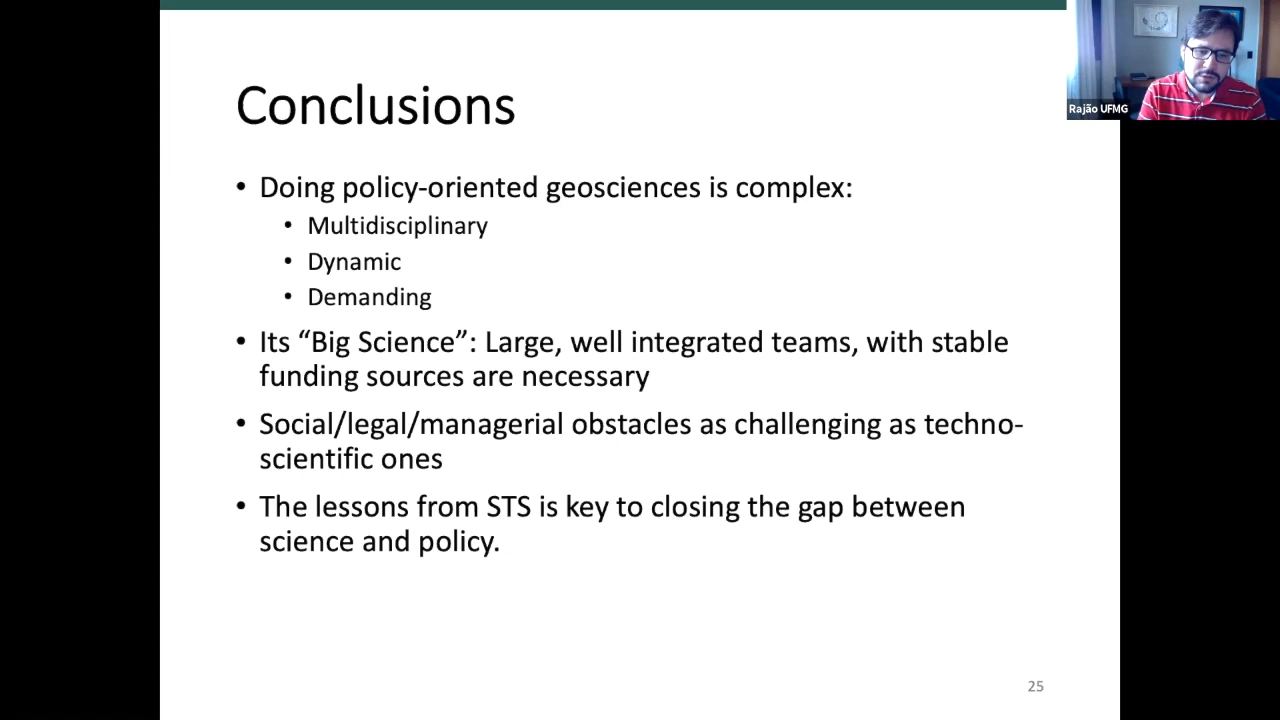 Conclusions
• Doing policy-oriented geosciences is complex:
• Multidisciplinary
• Dynamic
• Demanding
• Its “Big Science”: Large, well integrated teams, with stable
funding sources are necessary
• Social/legal/managerial obstacles as challenging as techno-
scientific ones
• The lessons from STS is key to closing the gap between
science and policy.
25
Rajão UFMG